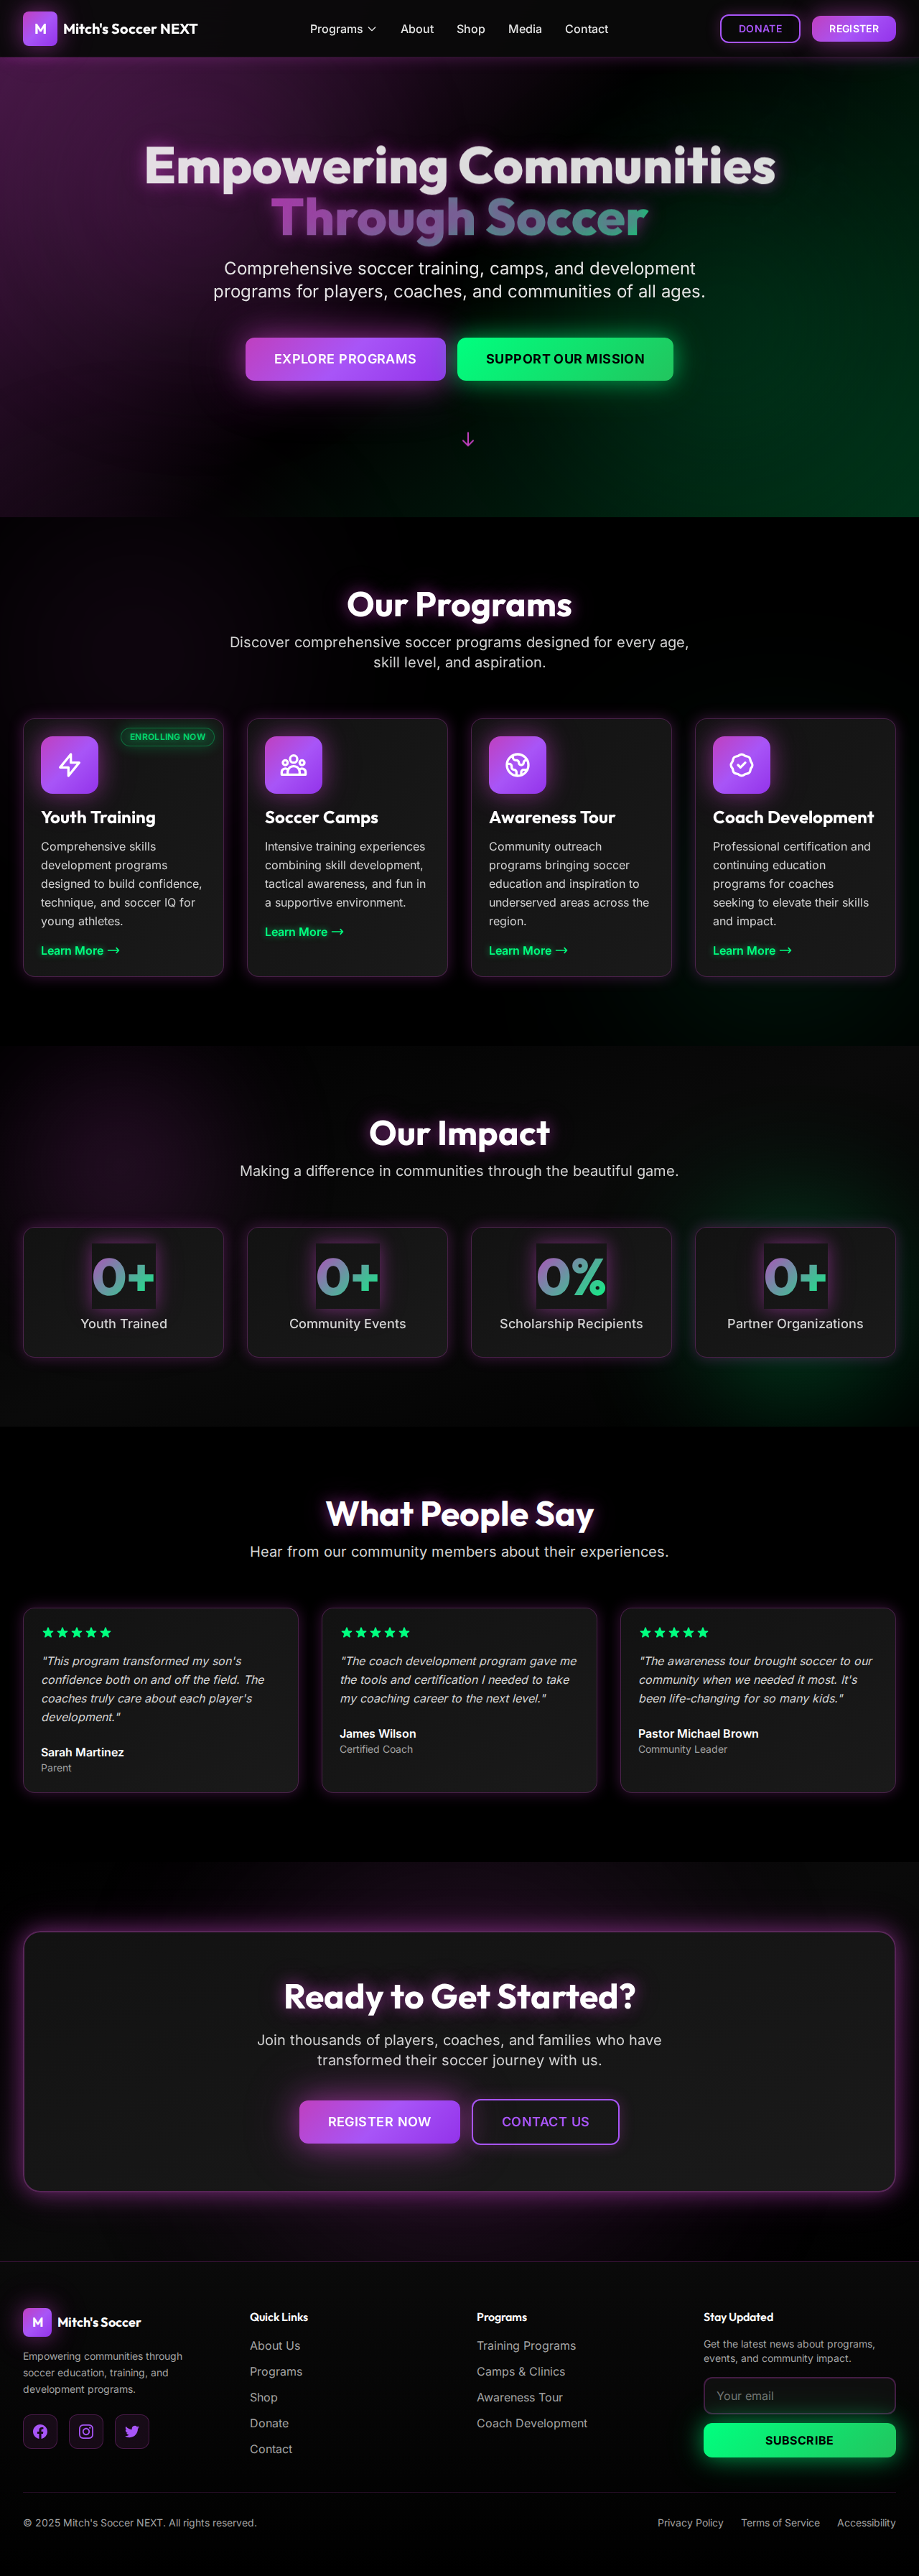 M Mitch's Soccer NEXT
Programs About Shop Media Contact
DONATE REGISTER
Empowering Communities
Through Soccer
Comprehensive soccer training, camps, and development
programs for players, coaches, and communities of all ages.
EXPLORE PROGRAMS SUPPORT OUR MISSION
Our Programs
Discover comprehensive soccer programs designed for every age,
skill level, and aspiration.
ENROLLING NOW
Youth Training
Comprehensive skills
development programs
designed to build confidence,
technique, and soccer IQ for
young athletes.
Learn More →
Soccer Camps
Intensive training experiences
combining skill development,
tactical awareness, and fun in
a supportive environment.
Learn More →
Awareness Tour
Community outreach
programs bringing soccer
education and inspiration to
underserved areas across the
region.
Learn More →
Coach Development
Professional certification and
continuing education
programs for coaches
seeking to elevate their skills
and impact.
Learn More →
Our Impact
Making a difference in communities through the beautiful game.
0+
Youth Trained
0+
Community Events
0%
Scholarship Recipients
0+
Partner Organizations
What People Say
Hear from our community members about their experiences.
"This program transformed my son's
confidence both on and off the field. The
coaches truly care about each player's
development."
Sarah Martinez
Parent
"The coach development program gave me
the tools and certification I needed to take
my coaching career to the next level."
James Wilson
Certified Coach
"The awareness tour brought soccer to our
community when we needed it most. It's
been life-changing for so many kids."
Pastor Michael Brown
Community Leader
Ready to Get Started?
Join thousands of players, coaches, and families who have
transformed their soccer journey with us.
REGISTER NOW CONTACT US
M Mitch's Soccer
Empowering communities through
soccer education, training, and
development programs.
Quick Links
About Us
Programs
Shop
Donate
Contact
Programs
Training Programs
Camps & Clinics
Awareness Tour
Coach Development
Stay Updated
Get the latest news about programs,
events, and community impact.
Your email
SUBSCRIBE
© 2025 Mitch's Soccer NEXT. All rights reserved.
Privacy Policy Terms of Service Accessibility